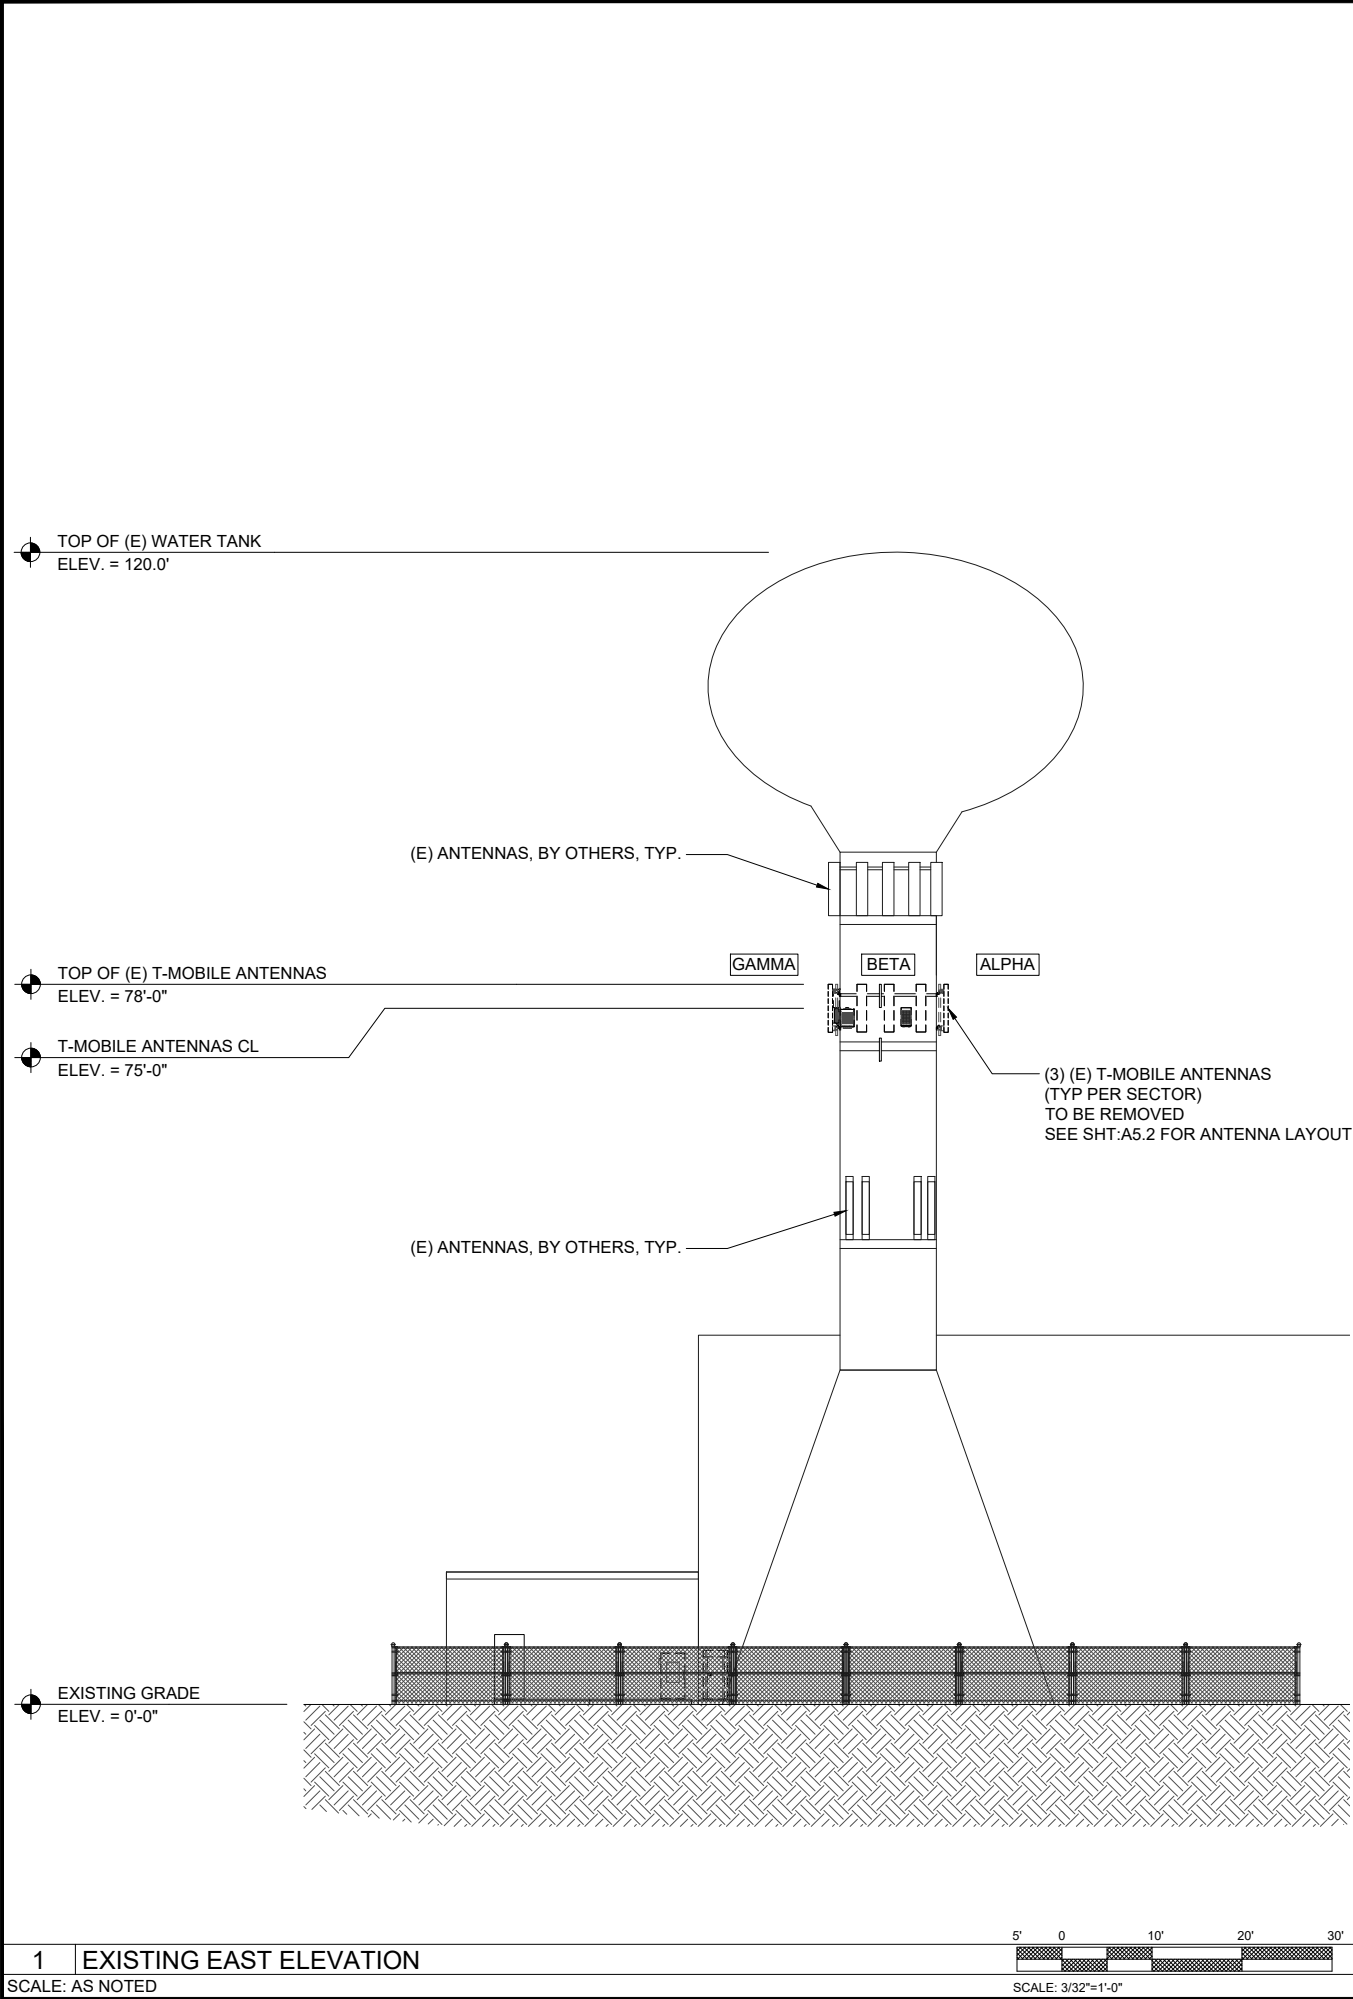 TOP OF (E) WATER TANK
ELEV. = 120.0'
(E) ANTENNAS, BY OTHERS, TYP.
GAMMA
BETA
ALPHA
TOP OF (E) T-MOBILE ANTENNAS
ELEV. = 78'-0"
T-MOBILE ANTENNAS CL
ELEV. = 75'-0"
(3) (E) T-MOBILE ANTENNAS
(TYP PER SECTOR)
TO BE REMOVED
SEE SHT:A5.2 FOR ANTENNA LAYOUT
(E) ANTENNAS, BY OTHERS, TYP.
EXISTING GRADE
ELEV. = 0'-0"
5' 0 10' 20' 30'
1 EXISTING EAST ELEVATION
SCALE: AS NOTED
SCALE: 3/32"=1'-0"